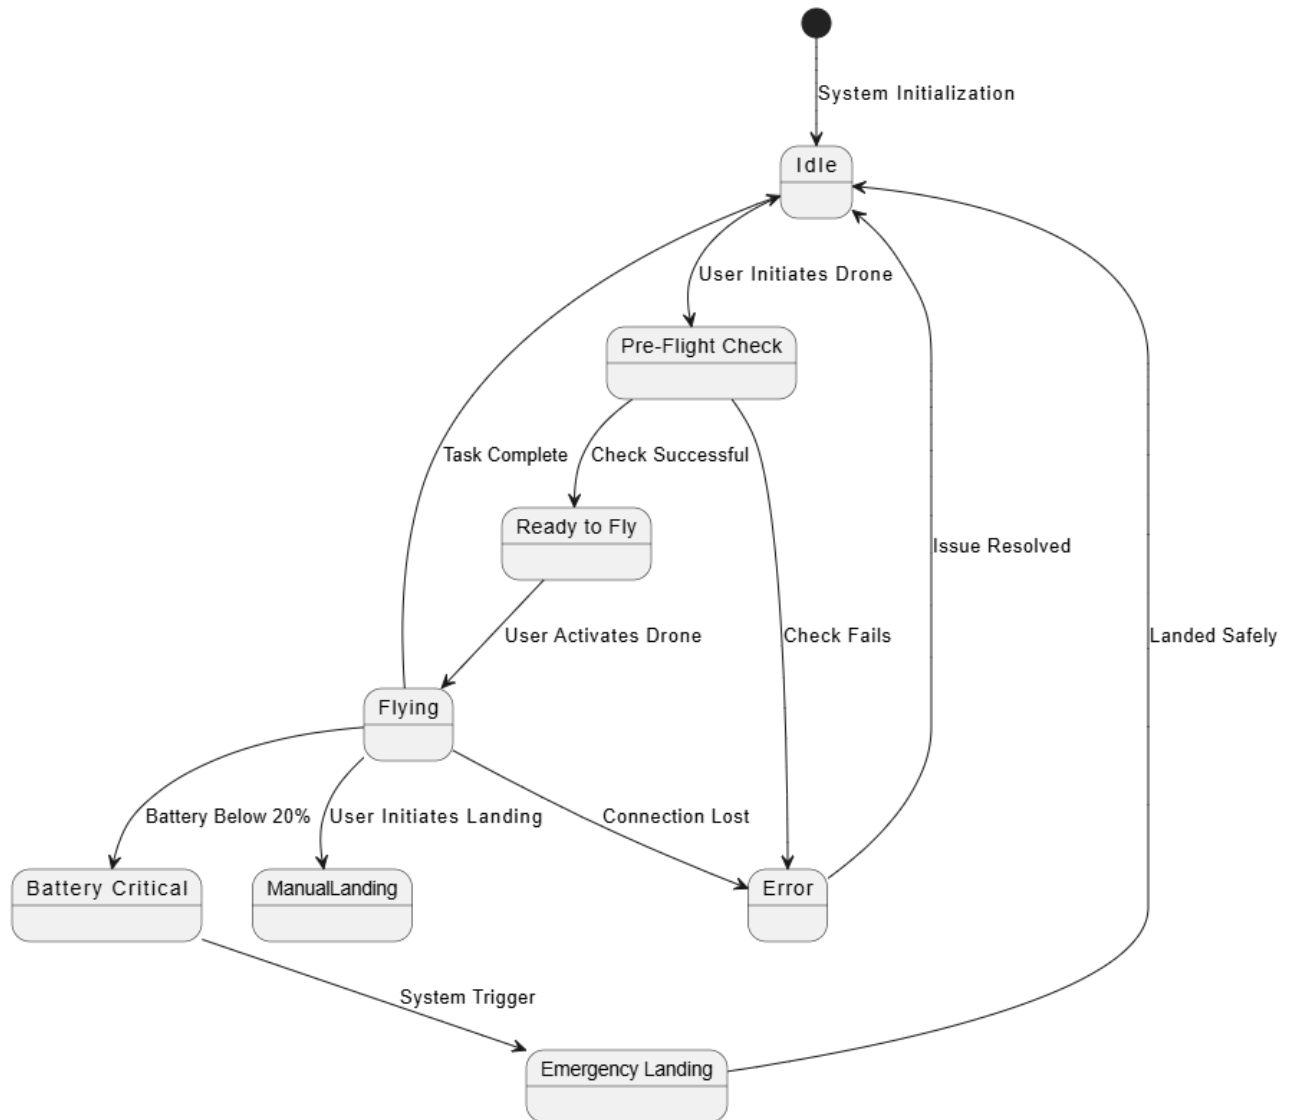 System Initialization
Idle
User Initiates Drone
Pre-Flight Check
Task Complete
Check Successful
Ready to Fly
Issue Resolved
User Activates Drone
Check Fails
Landed Safely
Flying
Battery Below 20%
User Initiates Landing
Connection Lost
Battery Critical
ManualLanding
Error
System Trigger
Emergency Landing